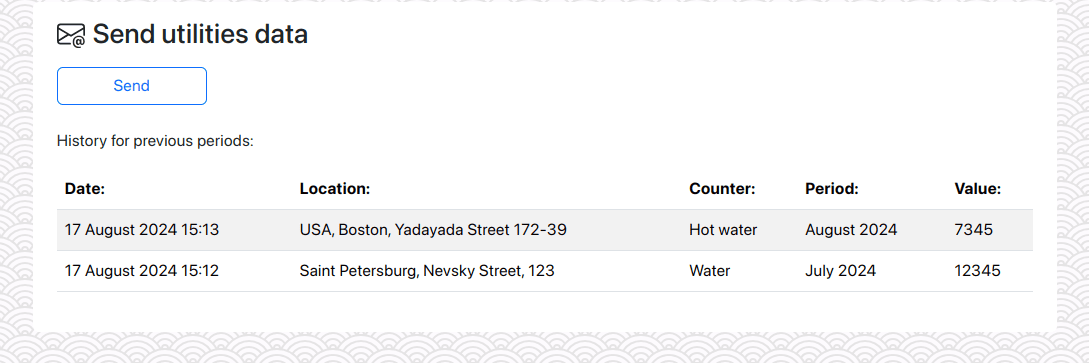 Send utilities data
Send
History for previous periods:
Date: Location: Counter: Period: Value:
17 August 2024 15:13 USA, Boston, Yadayada Street 172-39 Hot water August 2024 7345
17 August 2024 15:12 Saint Petersburg, Nevsky Street, 123 Water July 2024 12345